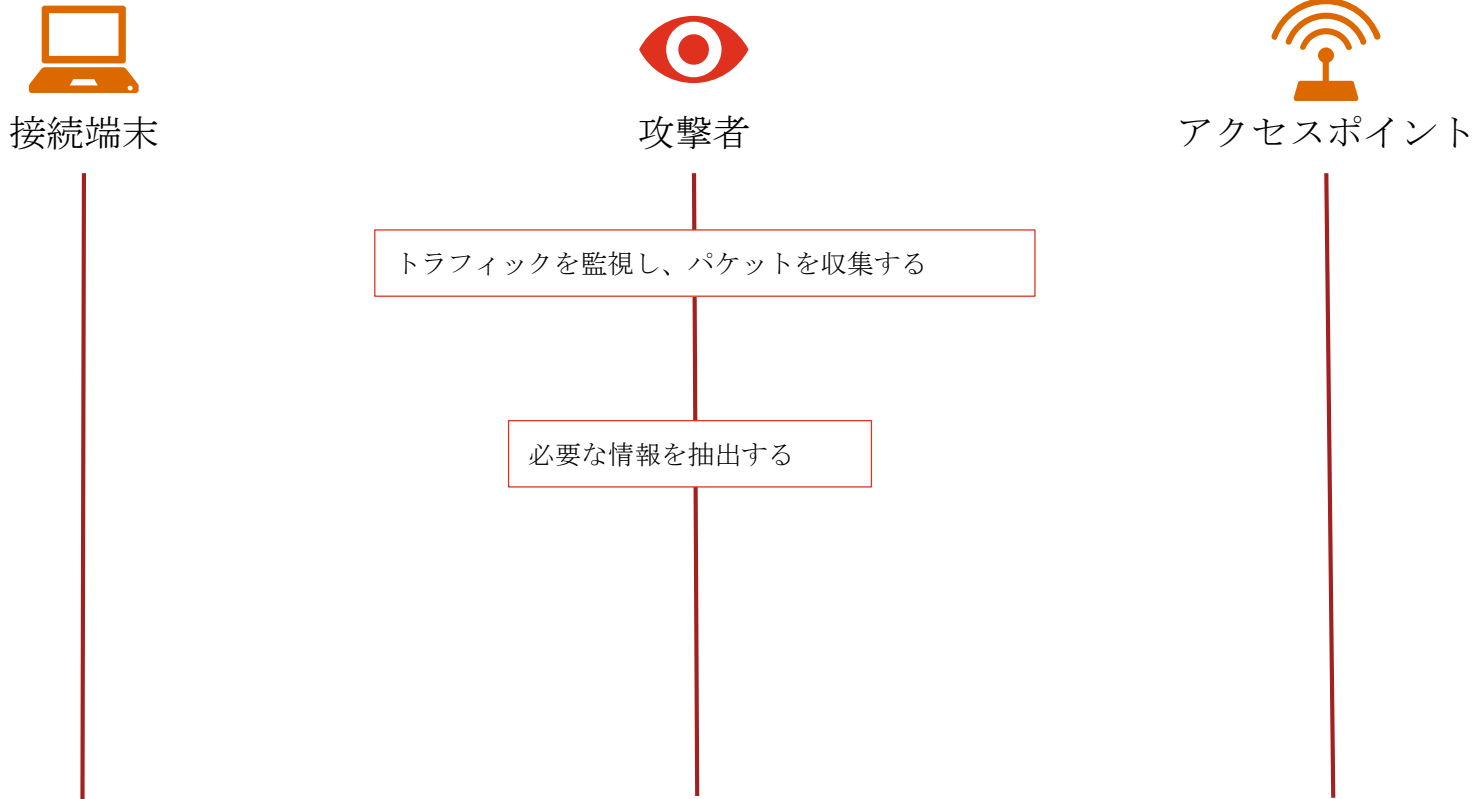 接続端末
攻撃者
アクセスポイント
トラフィックを監視し、パケットを収集する
必要な情報を抽出する